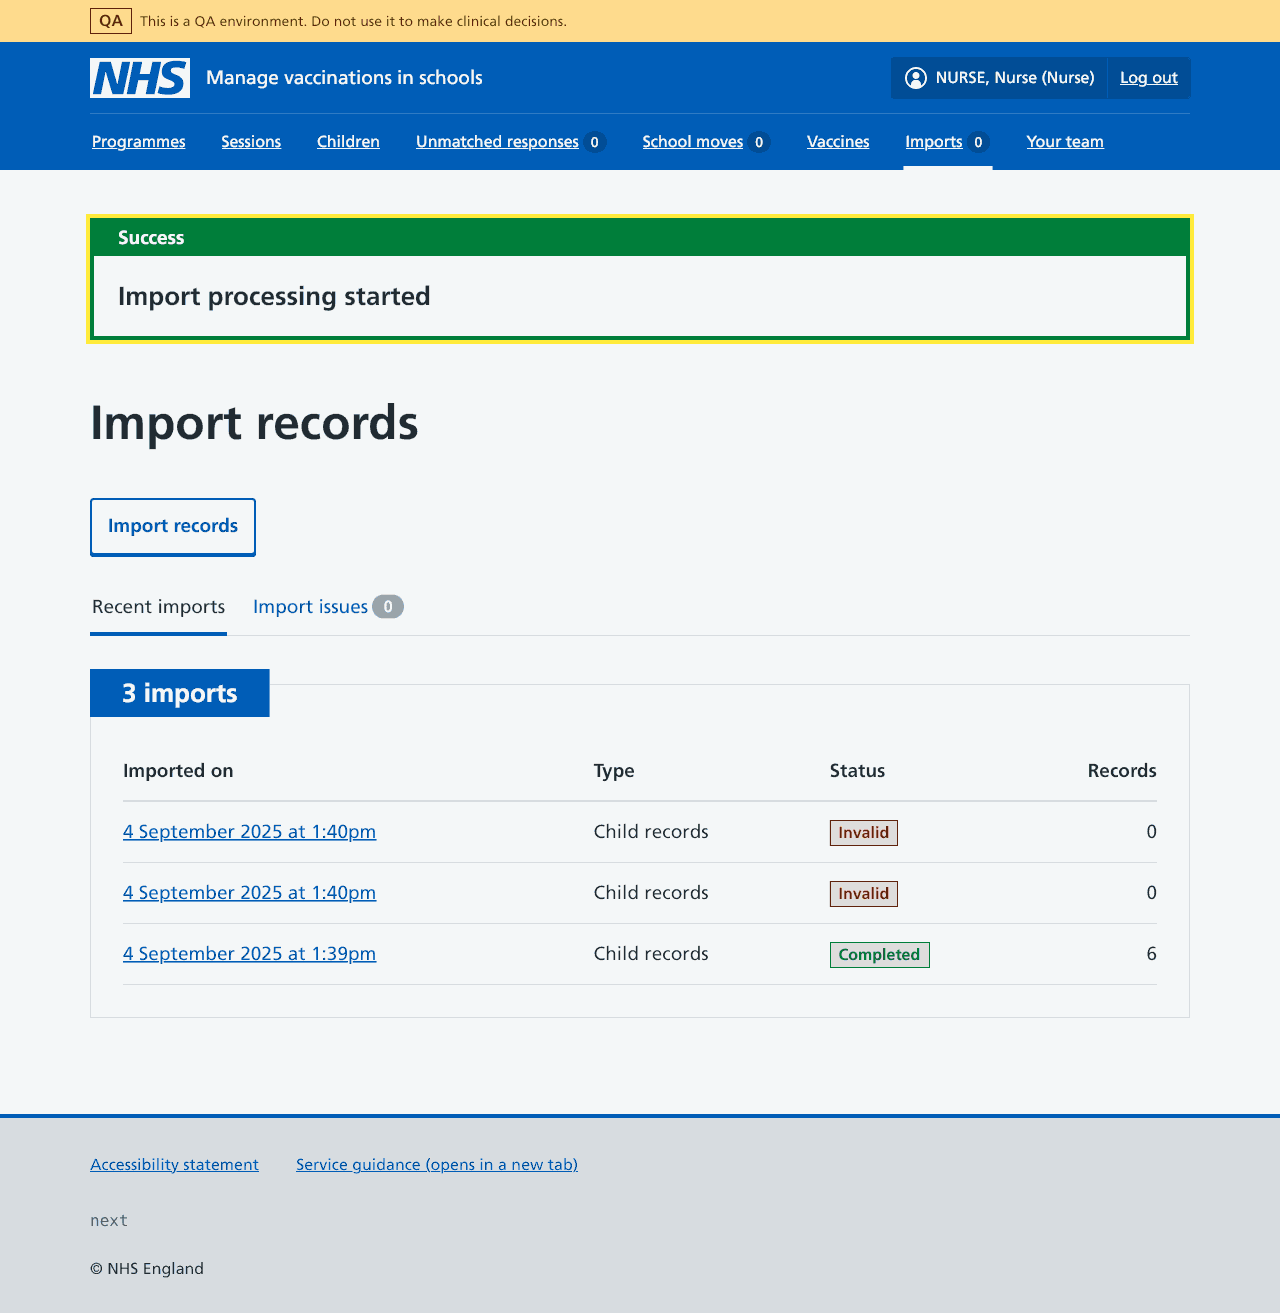 QA This is a QA environment. Do not use it to make clinical decisions.
NHS Manage vaccinations in schools NURSE, Nurse (Nurse) Log out
Programmes Sessions Children Unmatched responses 0 School moves 0 Vaccines Imports 0 Your team
Success
Import processing started
Import records
Import records
Recent imports Import issues 0
3 imports
Imported on Type Status Records
4 September 2025 at 1:40pm Child records Invalid 0
4 September 2025 at 1:40pm Child records Invalid 0
4 September 2025 at 1:39pm Child records Completed 6
Accessibility statement Service guidance (opens in a new tab)
next
© NHS England